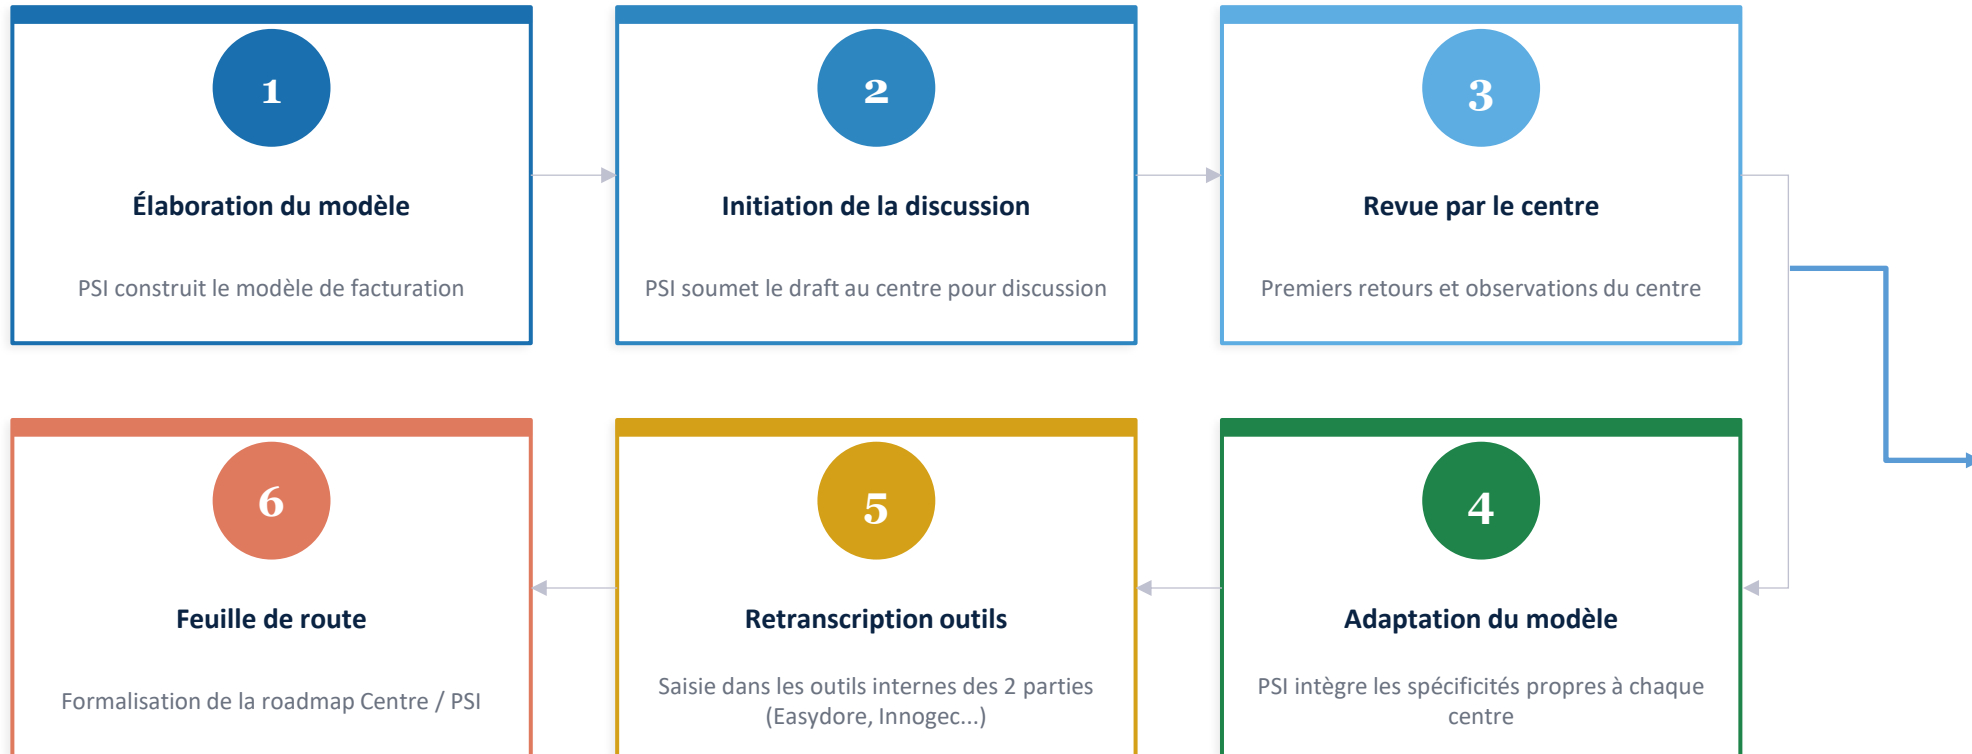 1
Élaboration du modèle
PSI construit le modèle de facturation
2
Initiation de la discussion
PSI soumet le draft au centre pour discussion
3
Revue par le centre
Premiers retours et observations du centre
4
Adaptation du modèle
PSI intègre les spécificités propres à chaque
centre
5
Retranscription outils
Saisie dans les outils internes des 2 parties
(Easydore, Innogec...)
6
Feuille de route
Formalisation de la roadmap Centre / PSI